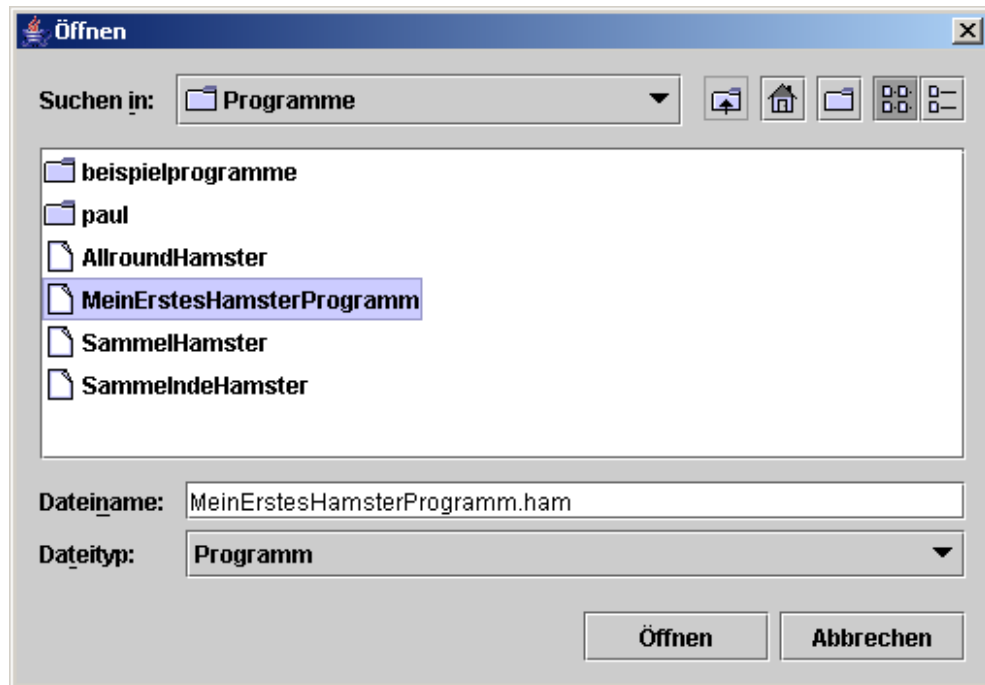 Öffnen
Suchen in: Programme
beispielprogramme
paul
AllroundHamster
MeinErstesHamsterProgramm
SammelHamster
SammelndeHamster
Dateiname: MeinErstesHamsterProgramm.ham
Dateityp: Programm
Öffnen Abbrechen